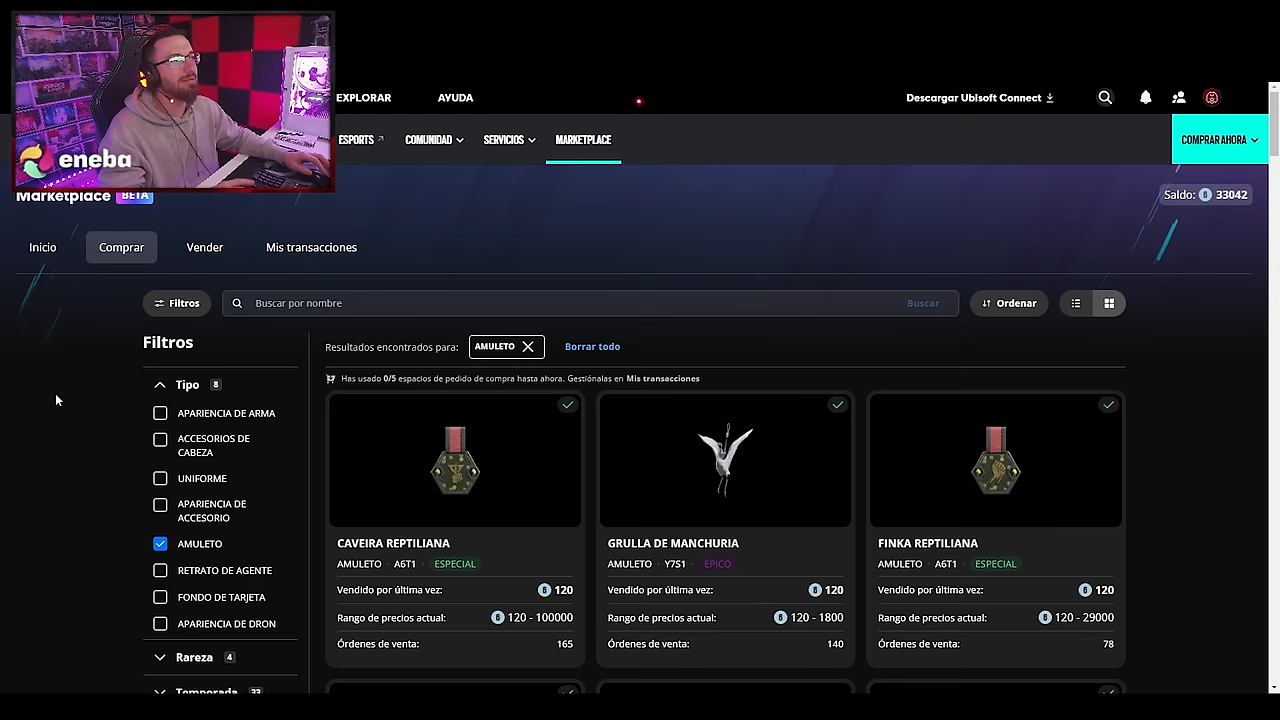 eneba
EXPLORAR
AYUDA
Descargar Ubisoft Connect
ESPORTS
COMUNIDAD
SERVICIOS
MARKETPLACE
COMPRAR AHORA
Marketplace BETA
Saldo: 33042
Inicio
Comprar
Vender
Mis transacciones
Filtros
Buscar por nombre
Buscar
Ordenar
Filtros
Resultados encontrados para:
AMULETO
Borrar todo
Has usado 0/5 espacios de pedido de compra hasta ahora. Gestiónalas en Mis transacciones
Tipo 8
APARIENCIA DE ARMA
ACCESORIOS DE
CABEZA
UNIFORME
APARIENCIA DE
ACCESORIO
AMULETO
RETRATO DE AGENTE
FONDO DE TARJETA
APARIENCIA DE DRON
Rareza 4
Temporada 33
CAVEIRA REPTILIANA
AMULETO · A6T1 · ESPECIAL
Vendido por última vez: 120
Rango de precios actual: 120 - 100000
Órdenes de venta: 165
GRULLA DE MANCHURIA
AMULETO · Y7S1 · ÉPICO
Vendido por última vez: 120
Rango de precios actual: 120 - 1800
Órdenes de venta: 140
FINKA REPTILIANA
AMULETO · A6T1 · ESPECIAL
Vendido por última vez: 120
Rango de precios actual: 120 - 29000
Órdenes de venta: 78